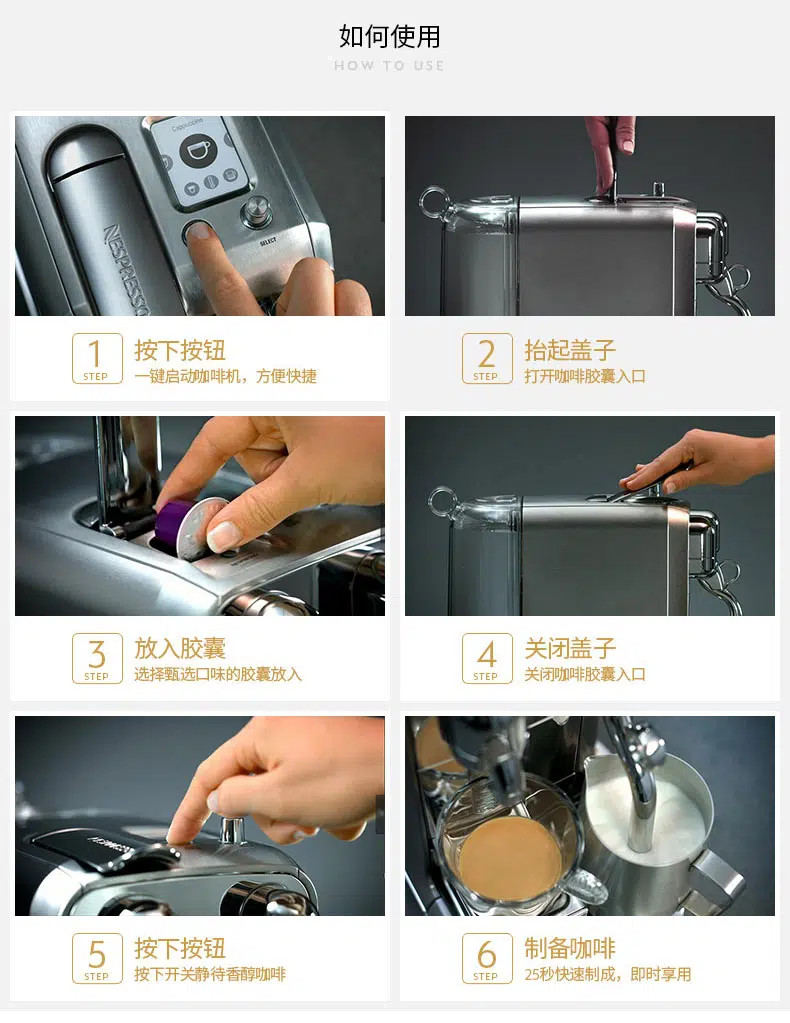 如何使用
HOW TO USE
Cappuccino
NESPRESSO
SELECT
1
STEP
按下按钮
一键启动咖啡机，方便快捷
2
STEP
抬起盖子
打开咖啡胶囊入口
3
STEP
放入胶囊
选择甄选口味的胶囊放入
4
STEP
关闭盖子
关闭咖啡胶囊入口
NESPRESSO
5
STEP
按下按钮
按下开关静待香醇咖啡
6
STEP
制备咖啡
25秒快速制成，即时享用